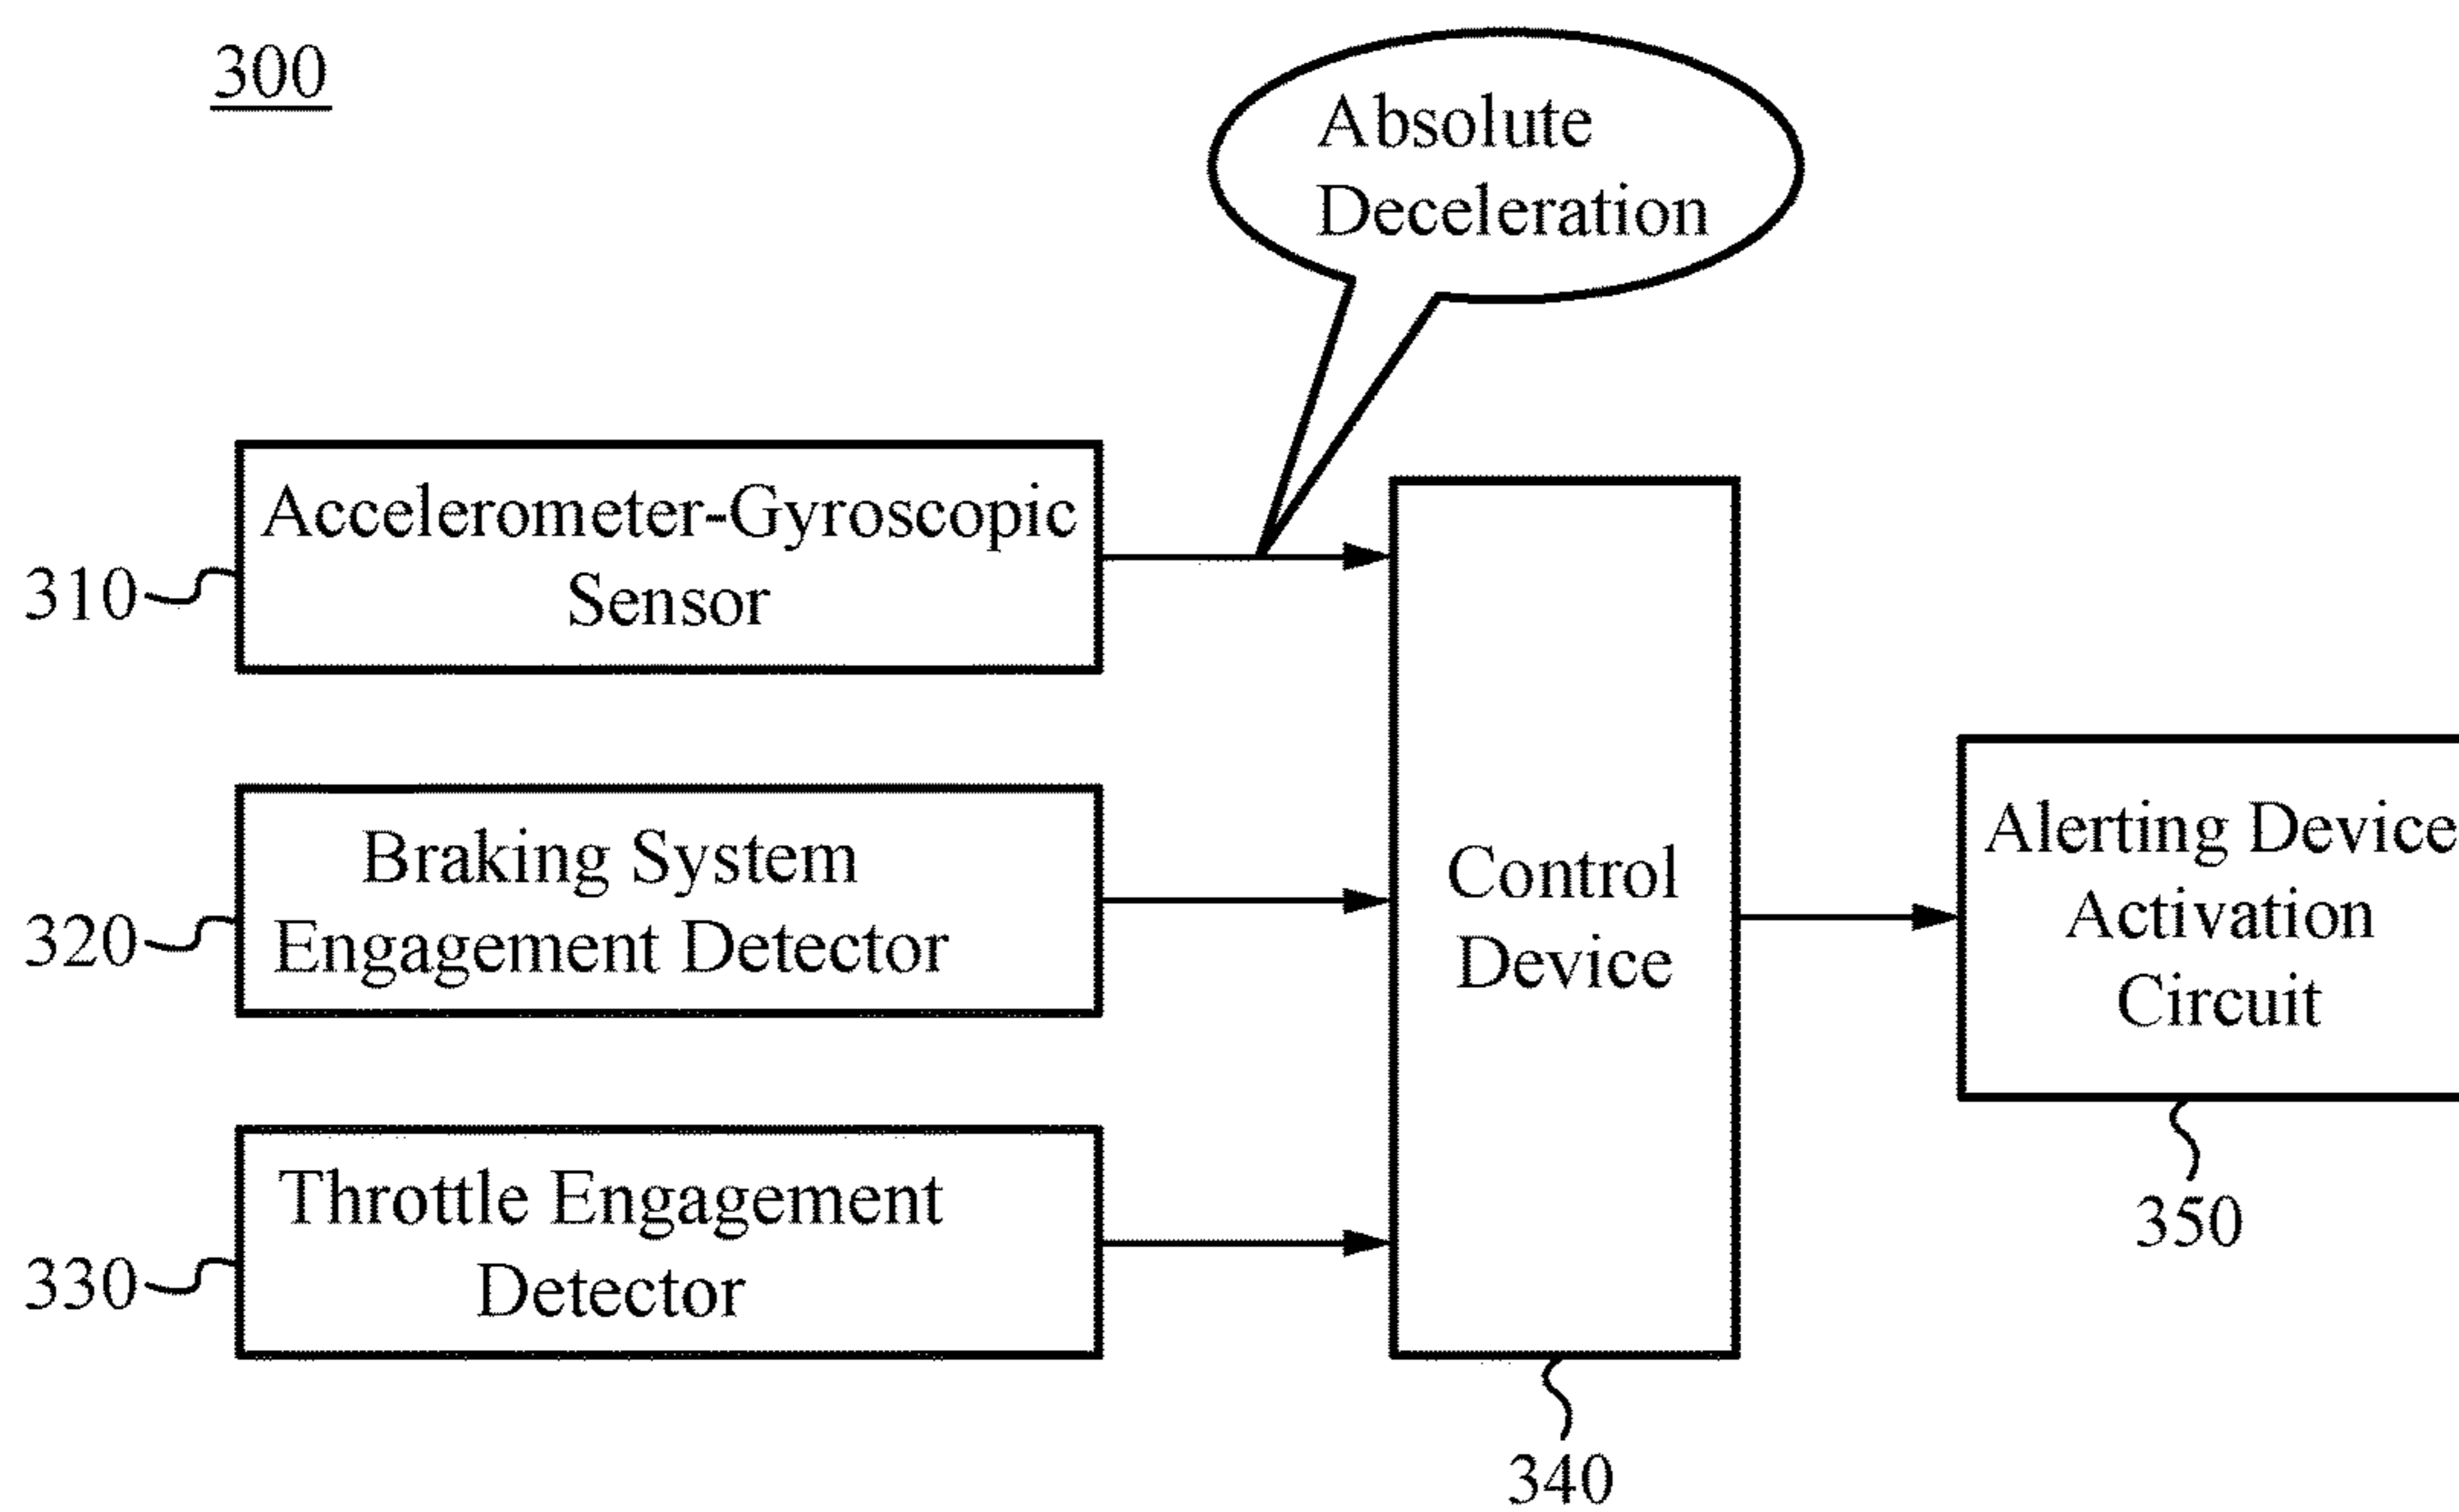 300
Absolute
Deceleration
Accelerometer-Gyroscopic
Sensor
310
Braking System
Engagement Detector
320
Throttle Engagement
Detector
330
Control
Device
340
Alerting Device
Activation
Circuit
350